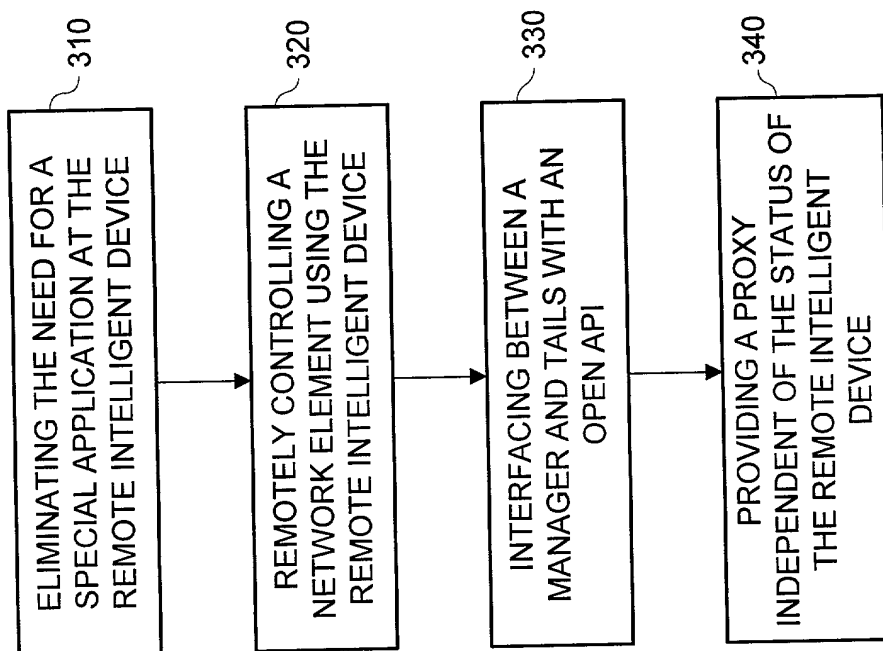 310
ELIMINATING THE NEED FOR A
SPECIAL APPLICATION AT THE
REMOTE INTELLIGENT DEVICE
320
REMOTELY CONTROLLING A
NETWORK ELEMENT USING THE
REMOTE INTELLIGENT DEVICE
330
INTERFACING BETWEEN A
MANAGER AND TAILS WITH AN
OPEN API
340
PROVIDING A PROXY
INDEPENDENT OF THE STATUS OF
THE REMOTE INTELLIGENT
DEVICE